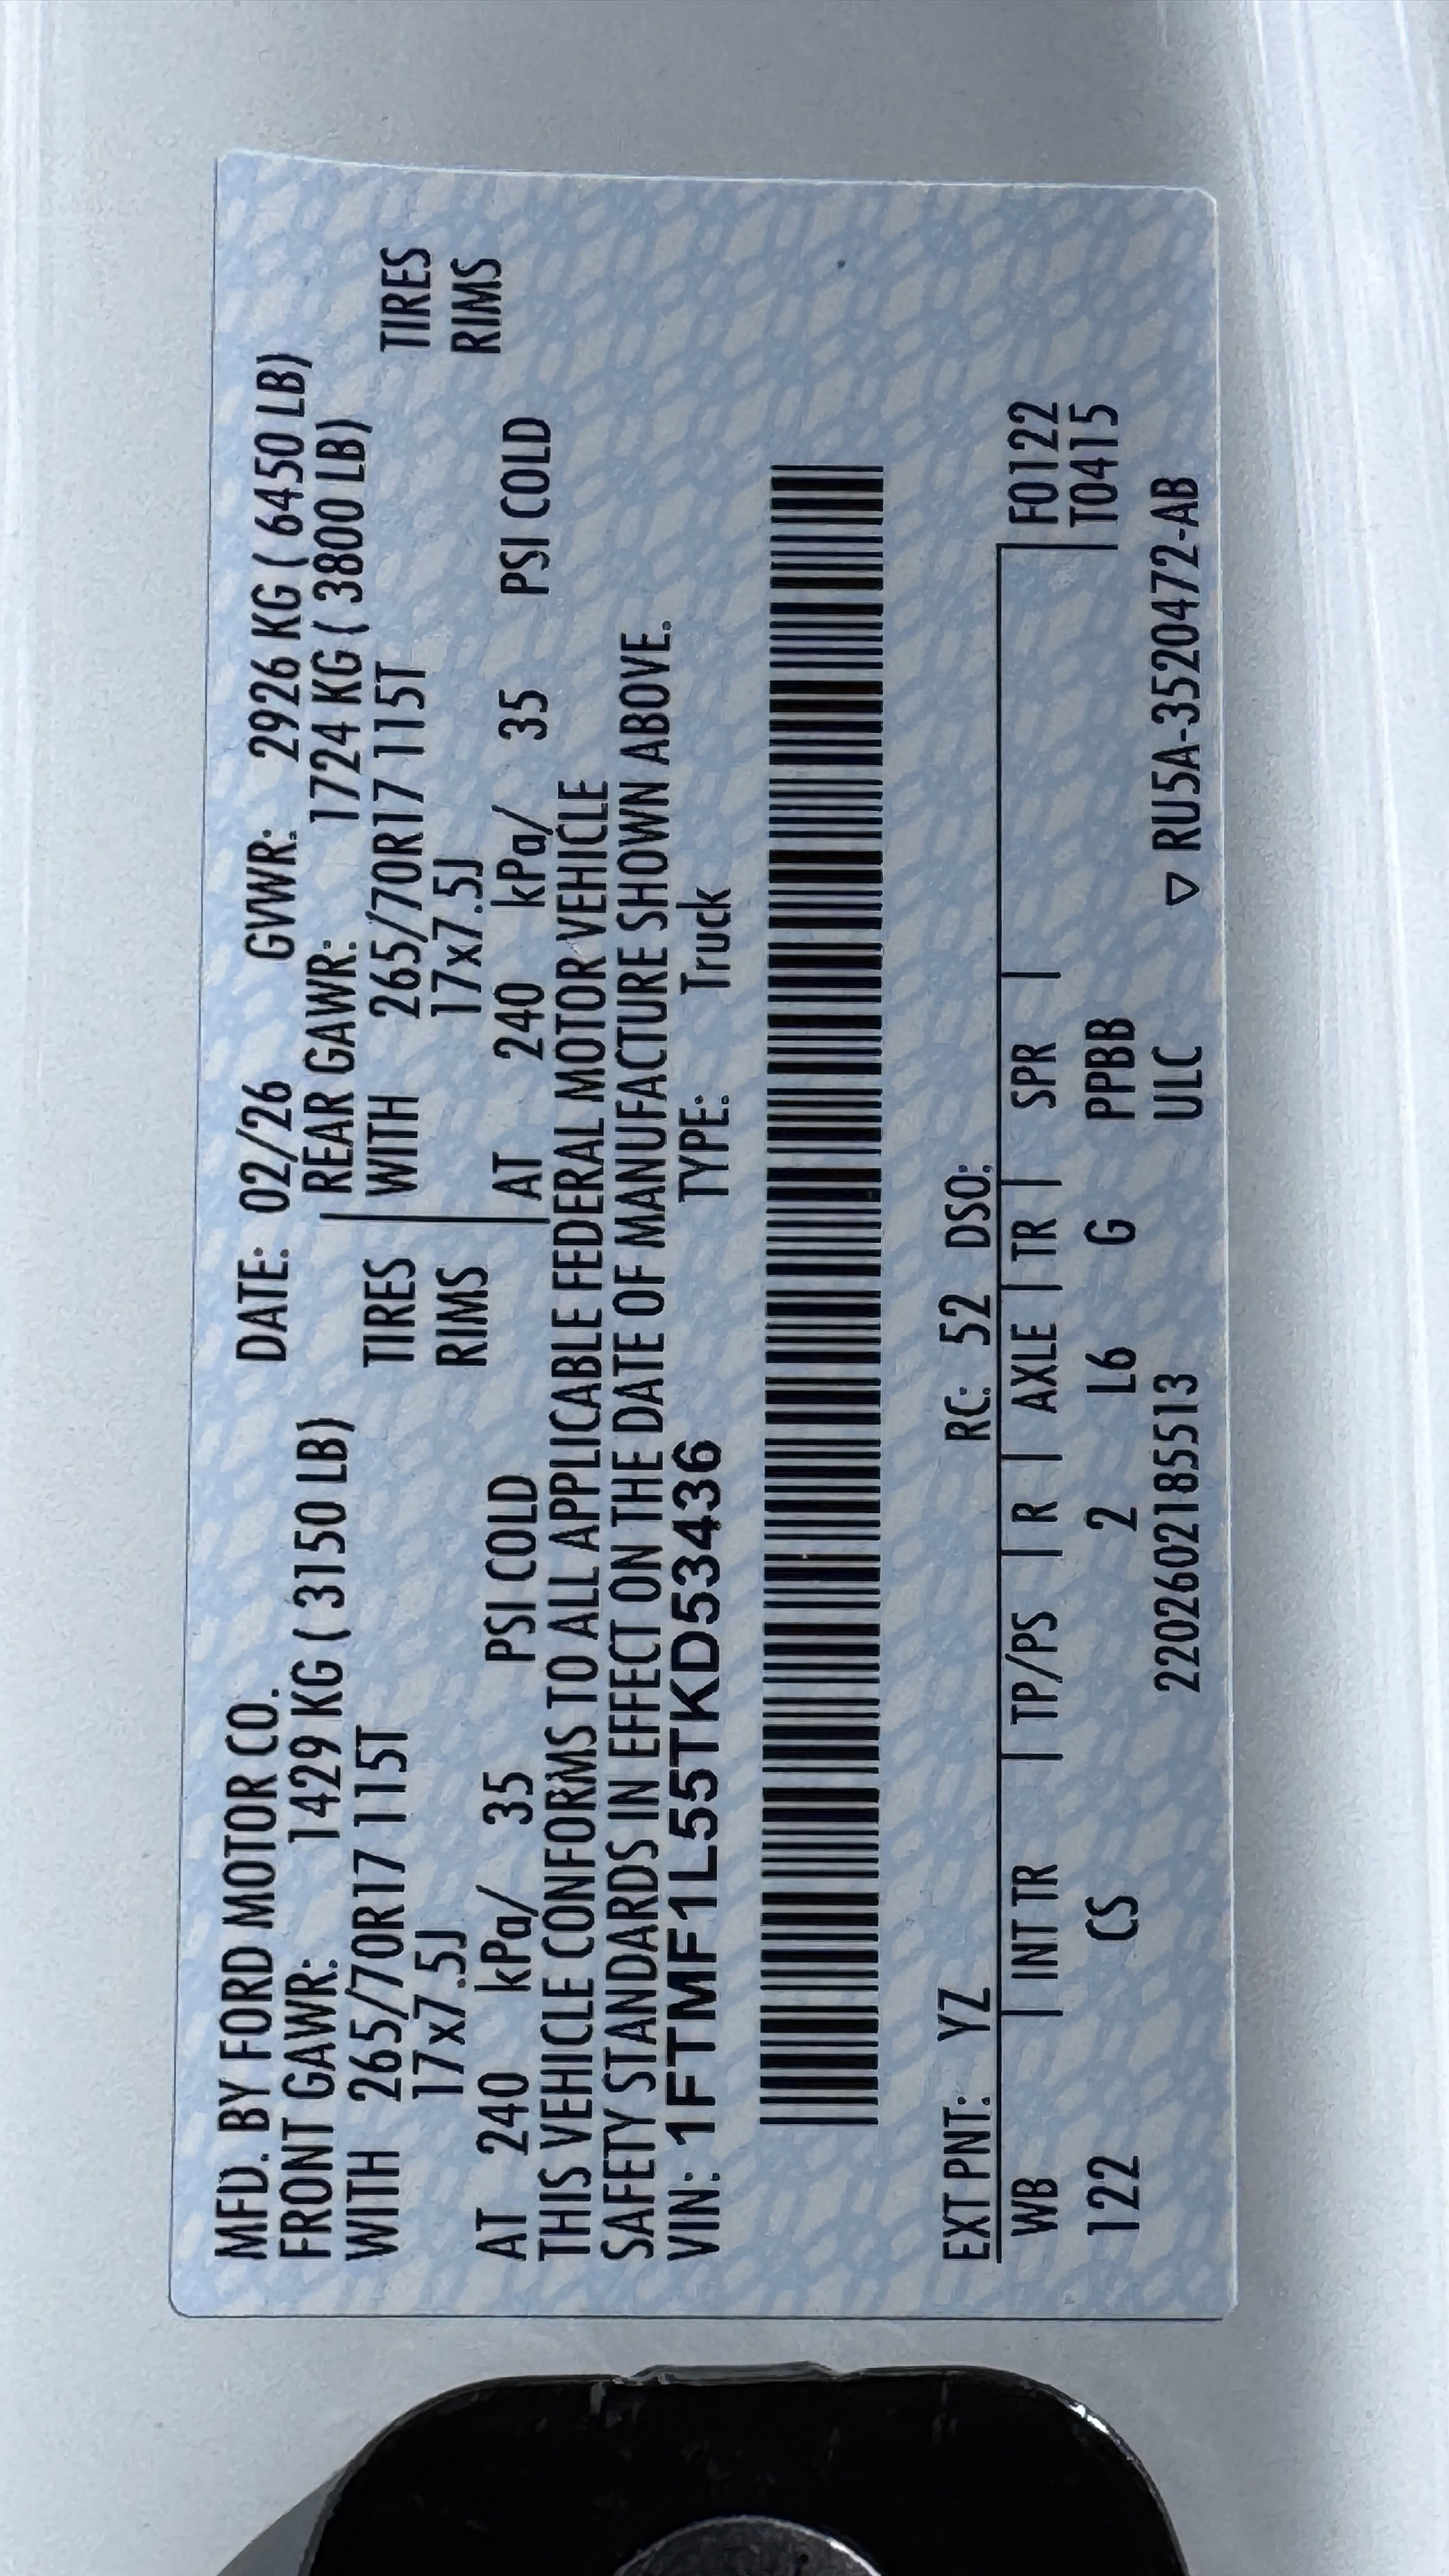 MFD. BY FORD MOTOR CO. DATE: 02/26 GVWR: 2926 KG ( 6450 LB)
FRONT GAWR: 1429 KG ( 3150 LB) REAR GAWR: 1724 KG ( 3800 LB)
WITH 265/70R17 115T TIRES WITH 265/70R17 115T TIRES
17x7.5J RIMS 17x7.5J RIMS
AT 240 kPa/ 35 PSI COLD AT 240 kPa/ 35 PSI COLD
THIS VEHICLE CONFORMS TO ALL APPLICABLE FEDERAL MOTOR VEHICLE
SAFETY STANDARDS IN EFFECT ON THE DATE OF MANUFACTURE SHOWN ABOVE.
VIN: 1FTMF1L55TKD53436 TYPE: Truck
EXT PNT: YZ RC: 52 DSO:
WB | INT TR | TP/PS | R | AXLE | TR | SPR | F0122
122 CS 2 L6 G PPBB T0415
2202602185513 ULC ▽ RU5A-3520472-AB